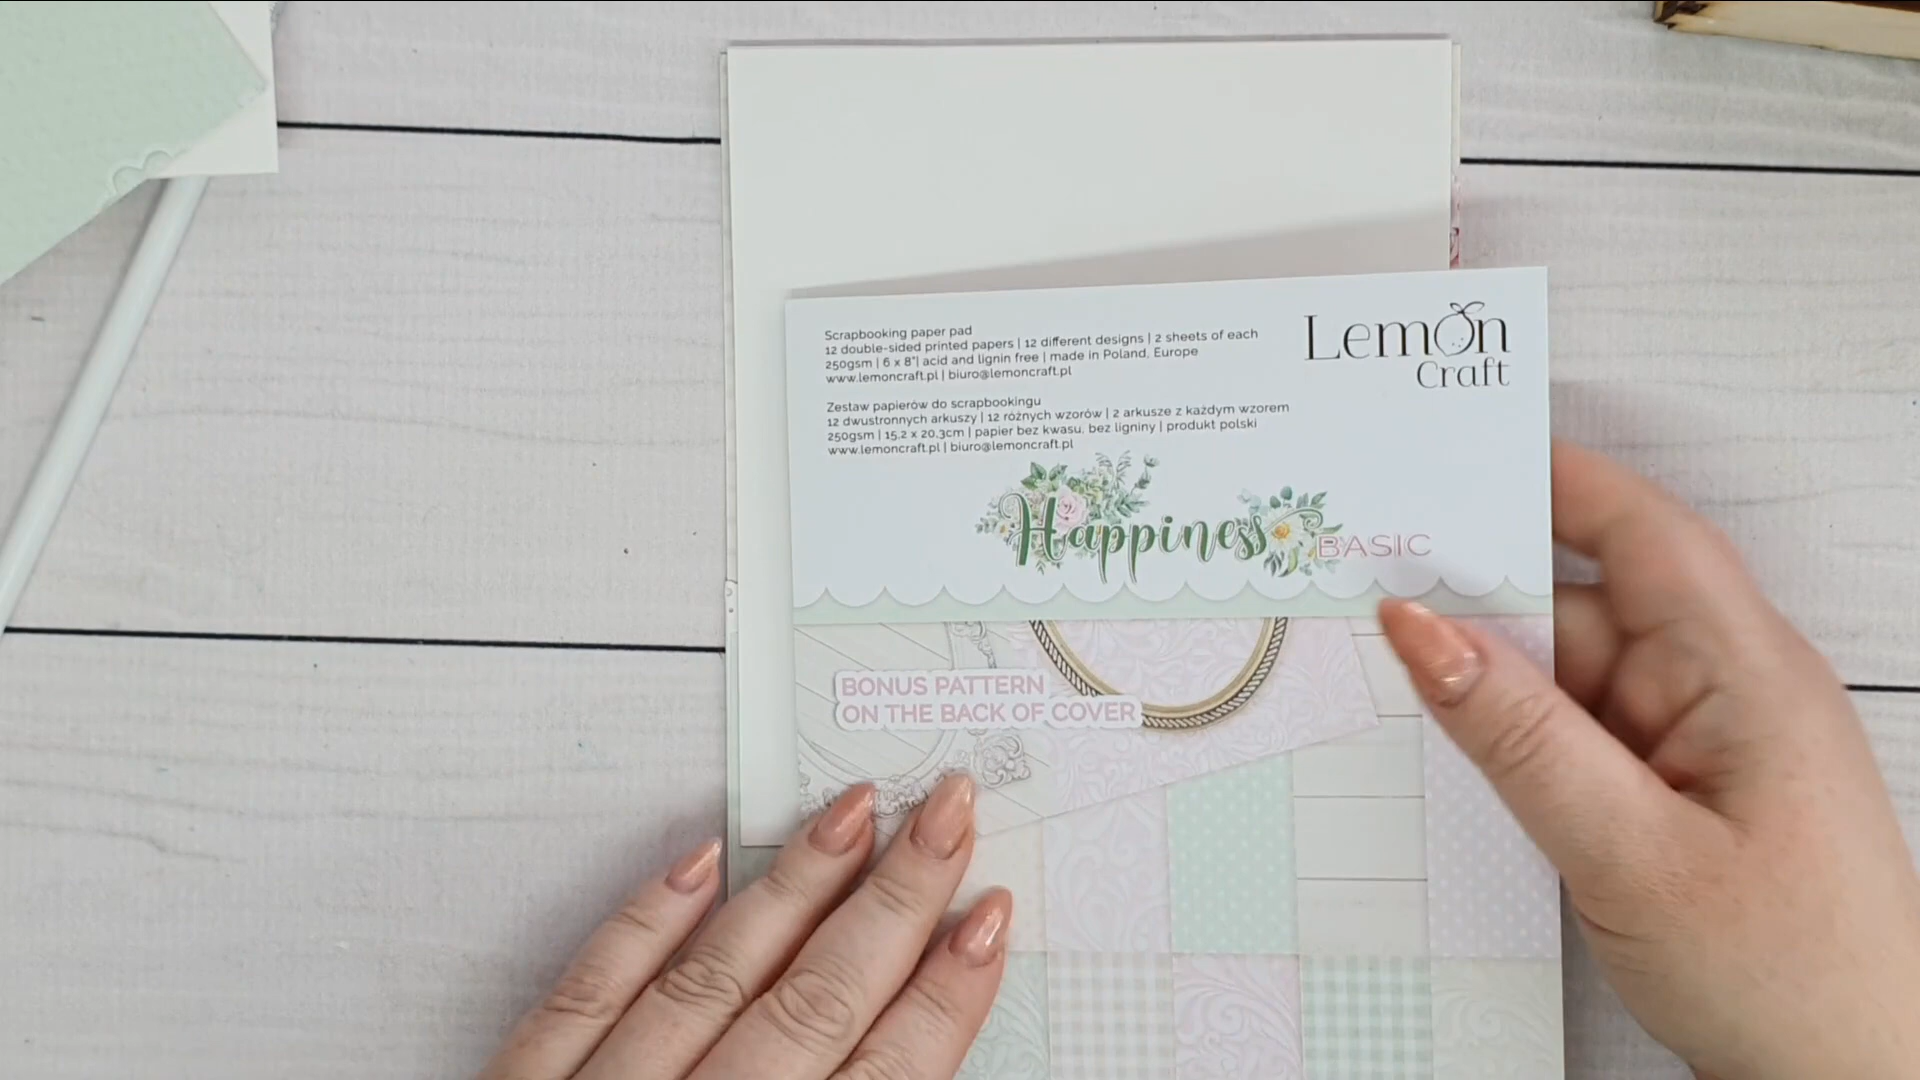 Scrapbooking paper pad
12 double-sided printed papers | 12 different designs | 2 sheets of each
250gsm | 6 x 8"| acid and lignin free | made in Poland, Europe
www.lemoncraft.pl | biuro@lemoncraft.pl
Lemon
Craft
Zestaw papierów do scrapbookingu
12 dwustronnych arkuszy | 12 różnych wzorów | 2 arkusze z każdym wzorem
250gsm | 15,2 x 20,3cm | papier bez kwasu, bez ligniny | produkt polski
www.lemoncraft.pl | biuro@lemoncraft.pl
Happiness BASIC
BONUS PATTERN
ON THE BACK OF COVER